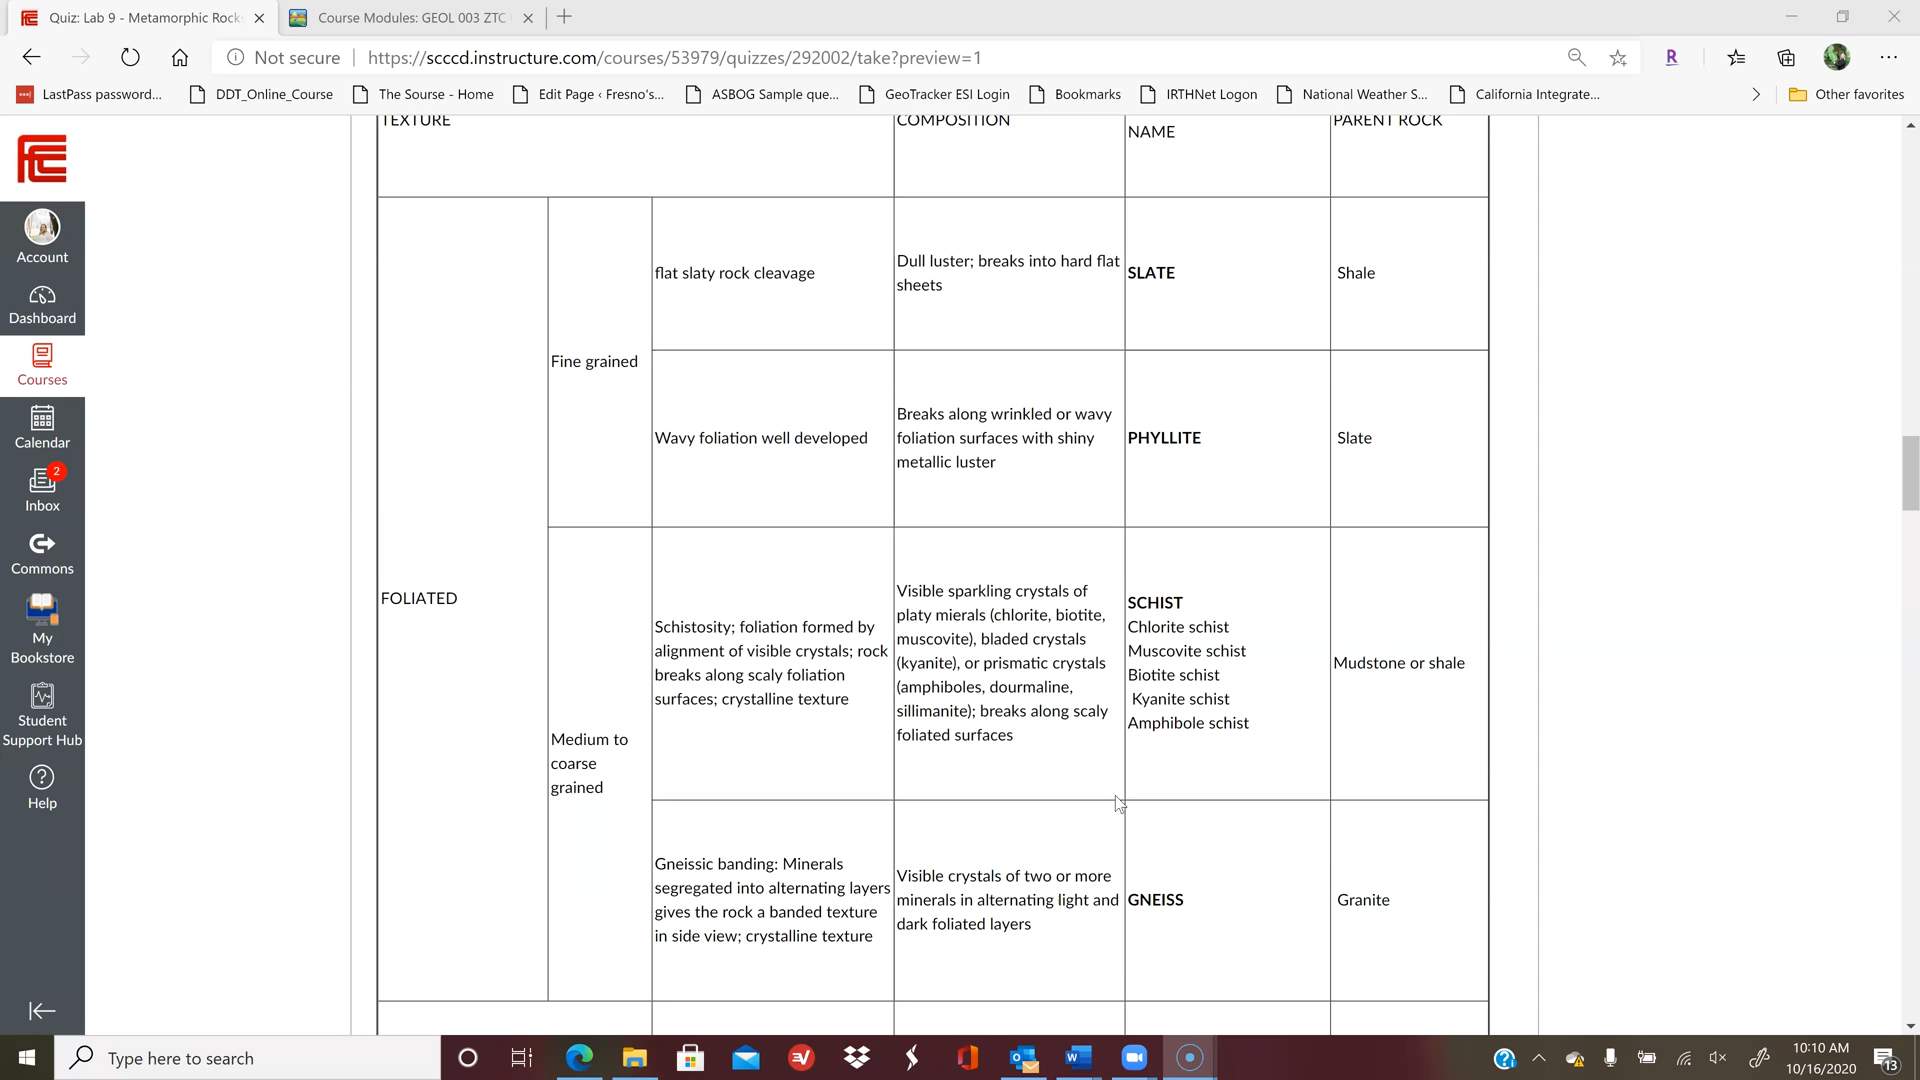 Quiz: Lab 9 - Metamorphic Rocks
Course Modules: GEOL 003 ZTC
Not secure
https://scccd.instructure.com/courses/53979/quizzes/292002/take?preview=1
R
LastPass password...
DDT_Online_Course
The Sourse - Home
Edit Page ‹ Fresno's...
ASBOG Sample que...
GeoTracker ESI Login
Bookmarks
IRTHNet Logon
National Weather S...
California Integrate...
Other favorites
Account
Dashboard
Courses
Calendar
2
Inbox
Commons
My
Bookstore
Student
Support Hub
Help
TEXTURE
COMPOSITION
NAME
PARENT ROCK
FOLIATED
Fine grained
flat slaty rock cleavage
Dull luster; breaks into hard flat
sheets
SLATE
Shale
Wavy foliation well developed
Breaks along wrinkled or wavy
foliation surfaces with shiny
metallic luster
PHYLLITE
Slate
Medium to
coarse
grained
Schistosity; foliation formed by
alignment of visible crystals; rock
breaks along scaly foliation
surfaces; crystalline texture
Visible sparkling crystals of
platy mierals (chlorite, biotite,
muscovite), bladed crystals
(kyanite), or prismatic crystals
(amphiboles, dourmaline,
sillimanite); breaks along scaly
foliated surfaces
SCHIST
Chlorite schist
Muscovite schist
Biotite schist
Kyanite schist
Amphibole schist
Mudstone or shale
Gneissic banding: Minerals
segregated into alternating layers
gives the rock a banded texture
in side view; crystalline texture
Visible crystals of two or more
minerals in alternating light and
dark foliated layers
GNEISS
Granite
Type here to search
10:10 AM
10/16/2020
13